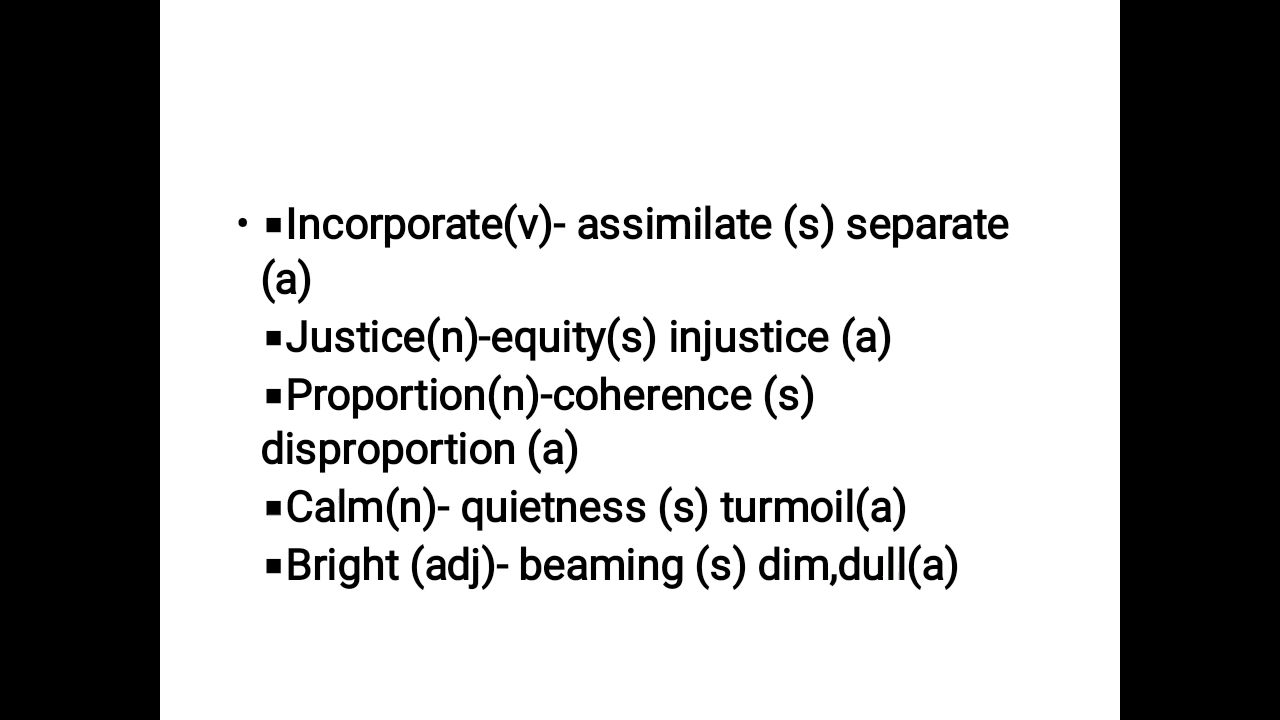 • ▪Incorporate(v)- assimilate (s) separate
(a)
▪Justice(n)-equity(s) injustice (a)
▪Proportion(n)-coherence (s)
disproportion (a)
▪Calm(n)- quietness (s) turmoil(a)
▪Bright (adj)- beaming (s) dim,dull(a)